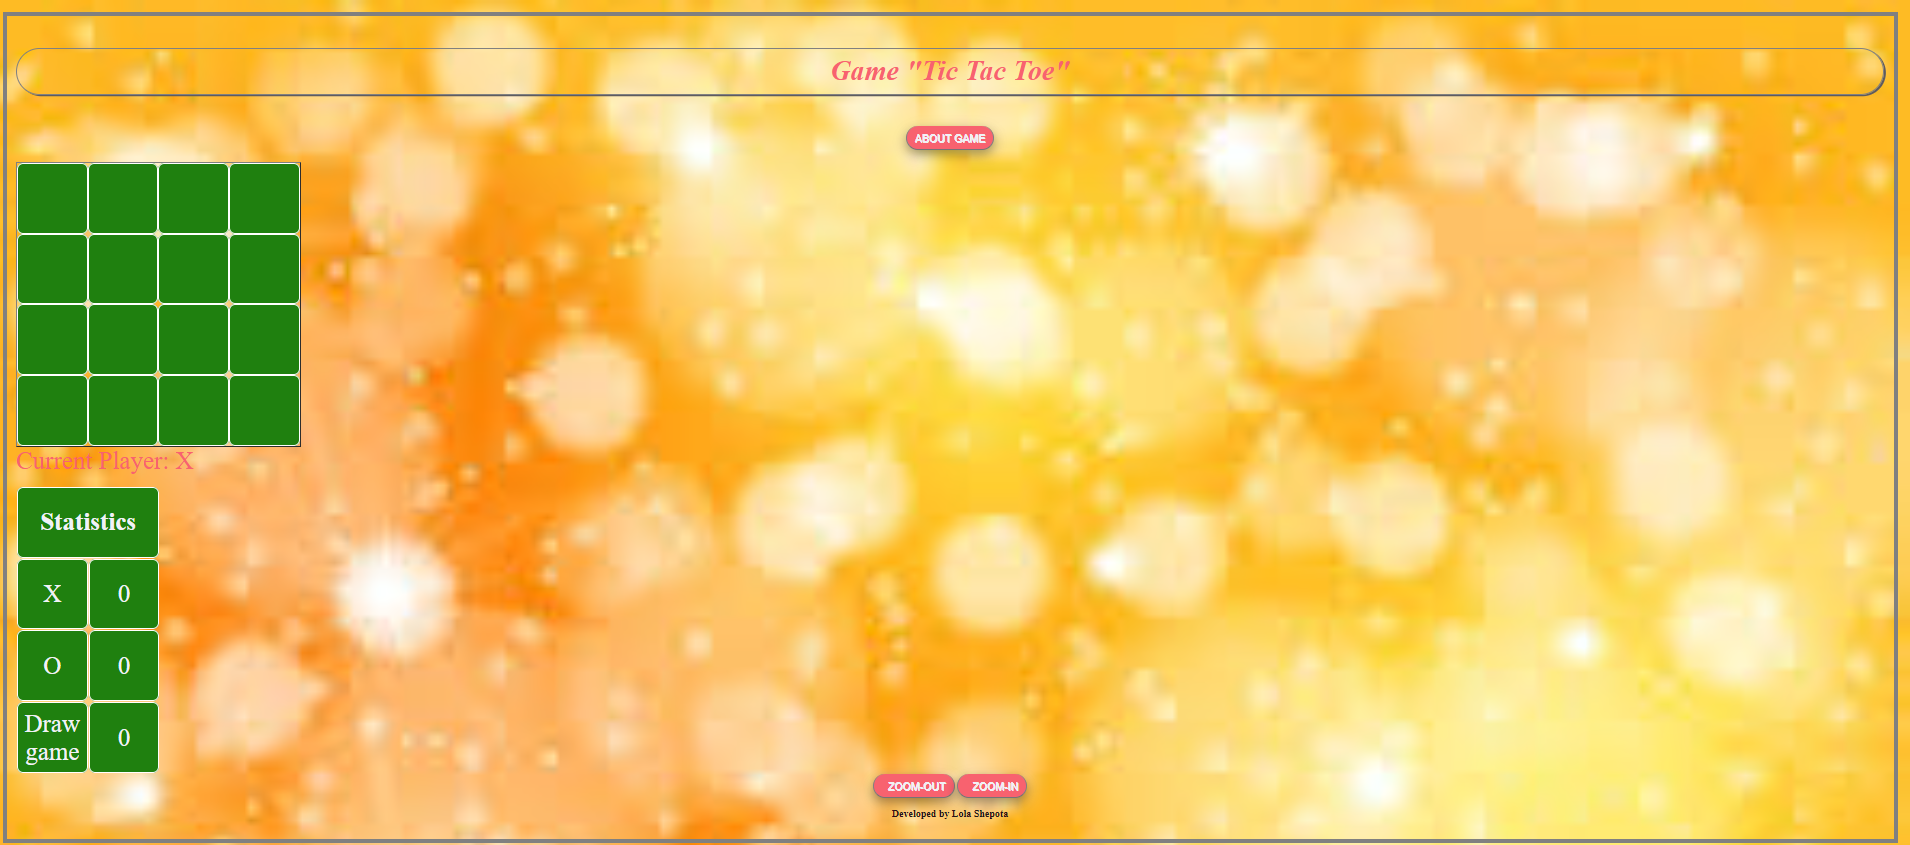 Game "Tic Tac Toe"
ABOUT GAME
Current Player: X
Statistics
X 0
O 0
Draw
game 0
ZOOM-OUT ZOOM-IN
Developed by Lola Shepota